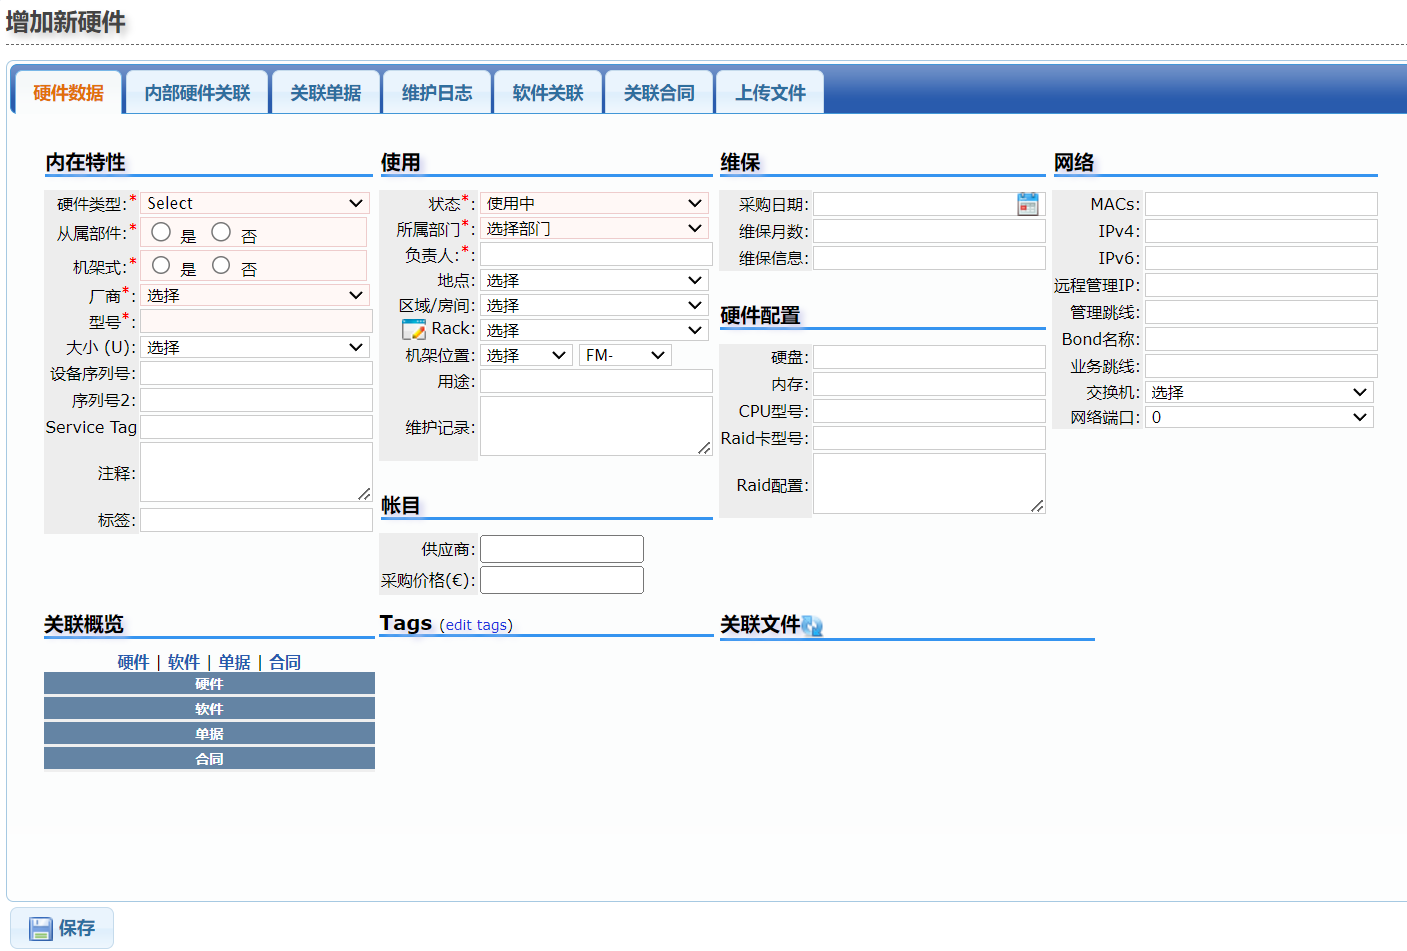 增加新硬件
硬件数据 内部硬件关联 关联单据 维护日志 软件关联 关联合同 上传文件
内在特性
硬件类型:* Select
从属部件:* 是 否
机架式:* 是 否
厂商*: 选择
型号*:
大小 (U): 选择
设备序列号:
序列号2:
Service Tag
注释:
标签:
使用
状态*: 使用中
所属部门*: 选择部门
负责人:*:
地点: 选择
区域/房间: 选择
Rack: 选择
机架位置: 选择 FM-
用途:
维护记录:
帐目
供应商:
采购价格(€):
维保
采购日期:
维保月数:
维保信息:
硬件配置
硬盘:
内存:
CPU型号:
Raid卡型号:
Raid配置:
网络
MACs:
IPv4:
IPv6:
远程管理IP:
管理跳线:
Bond名称:
业务跳线:
交换机: 选择
网络端口: 0
关联概览
硬件 | 软件 | 单据 | 合同
硬件
软件
单据
合同
Tags (edit tags)
关联文件
保存